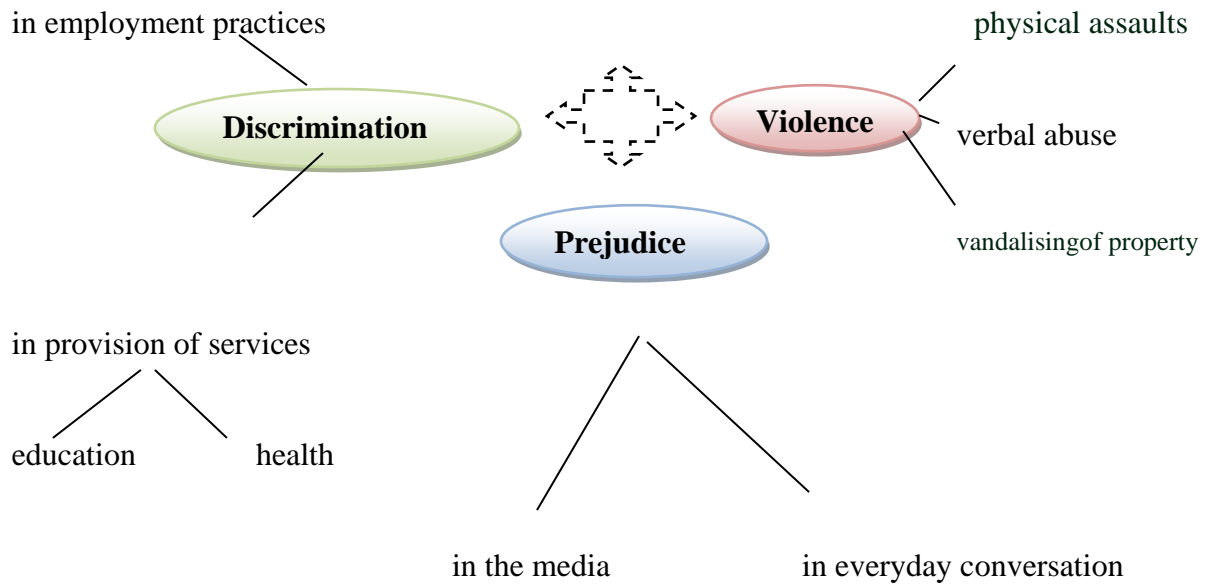 in employment practices
physical assaults
Discrimination
Violence
verbal abuse
Prejudice
vandalisingof property
in provision of services
education
health
in the media
in everyday conversation